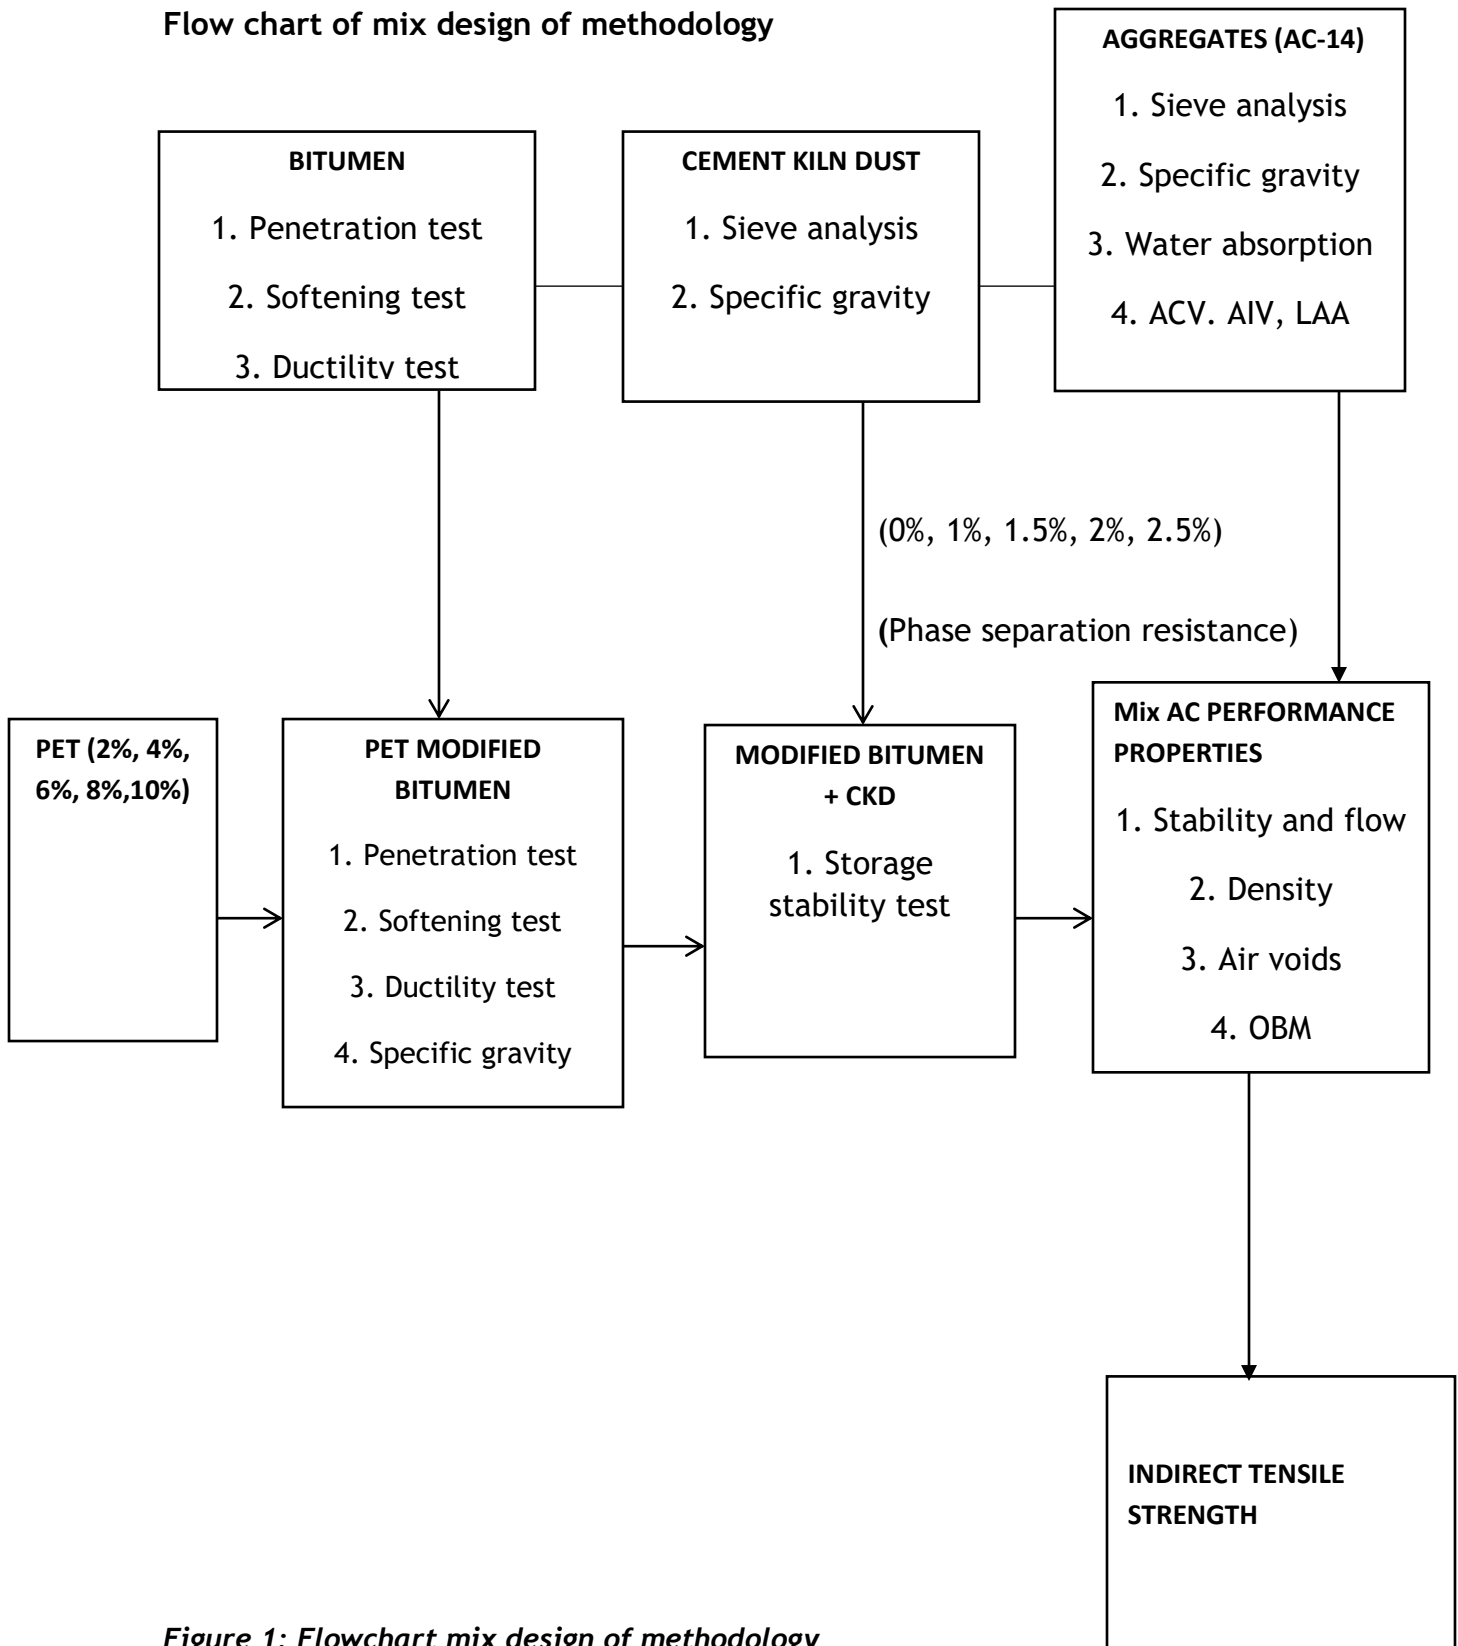 Flow chart of mix design of methodology
AGGREGATES (AC-14)
1. Sieve analysis
2. Specific gravity
3. Water absorption
4. ACV. AIV, LAA
BITUMEN
1. Penetration test
2. Softening test
3. Ductility test
CEMENT KILN DUST
1. Sieve analysis
2. Specific gravity
(0%, 1%, 1.5%, 2%, 2.5%)
(Phase separation resistance)
PET (2%, 4%,
6%, 8%,10%)
PET MODIFIED
BITUMEN
1. Penetration test
2. Softening test
3. Ductility test
4. Specific gravity
MODIFIED BITUMEN
+ CKD
1. Storage
stability test
Mix AC PERFORMANCE
PROPERTIES
1. Stability and flow
2. Density
3. Air voids
4. OBM
INDIRECT TENSILE
STRENGTH
Figure 1: Flowchart mix design of methodology